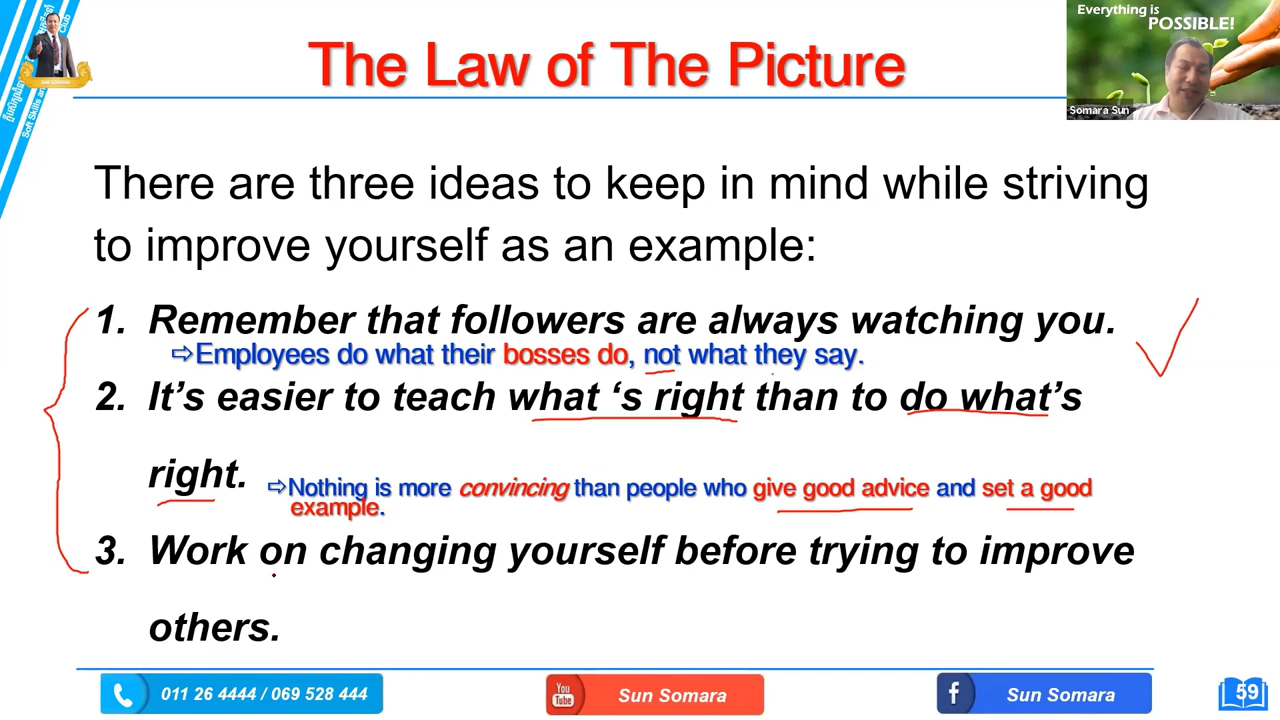 Everything is
POSSIBLE!
Somara Sun
The Law of The Picture
There are three ideas to keep in mind while striving
to improve yourself as an example:
1. Remember that followers are always watching you.
⇨Employees do what their bosses do, not what they say.
2. It’s easier to teach what ‘s right than to do what’s
right.
⇨Nothing is more convincing than people who give good advice and set a good
example.
3. Work on changing yourself before trying to improve
others.
011 26 4444 / 069 528 444
You
Tube
Sun Somara
f
Sun Somara
59